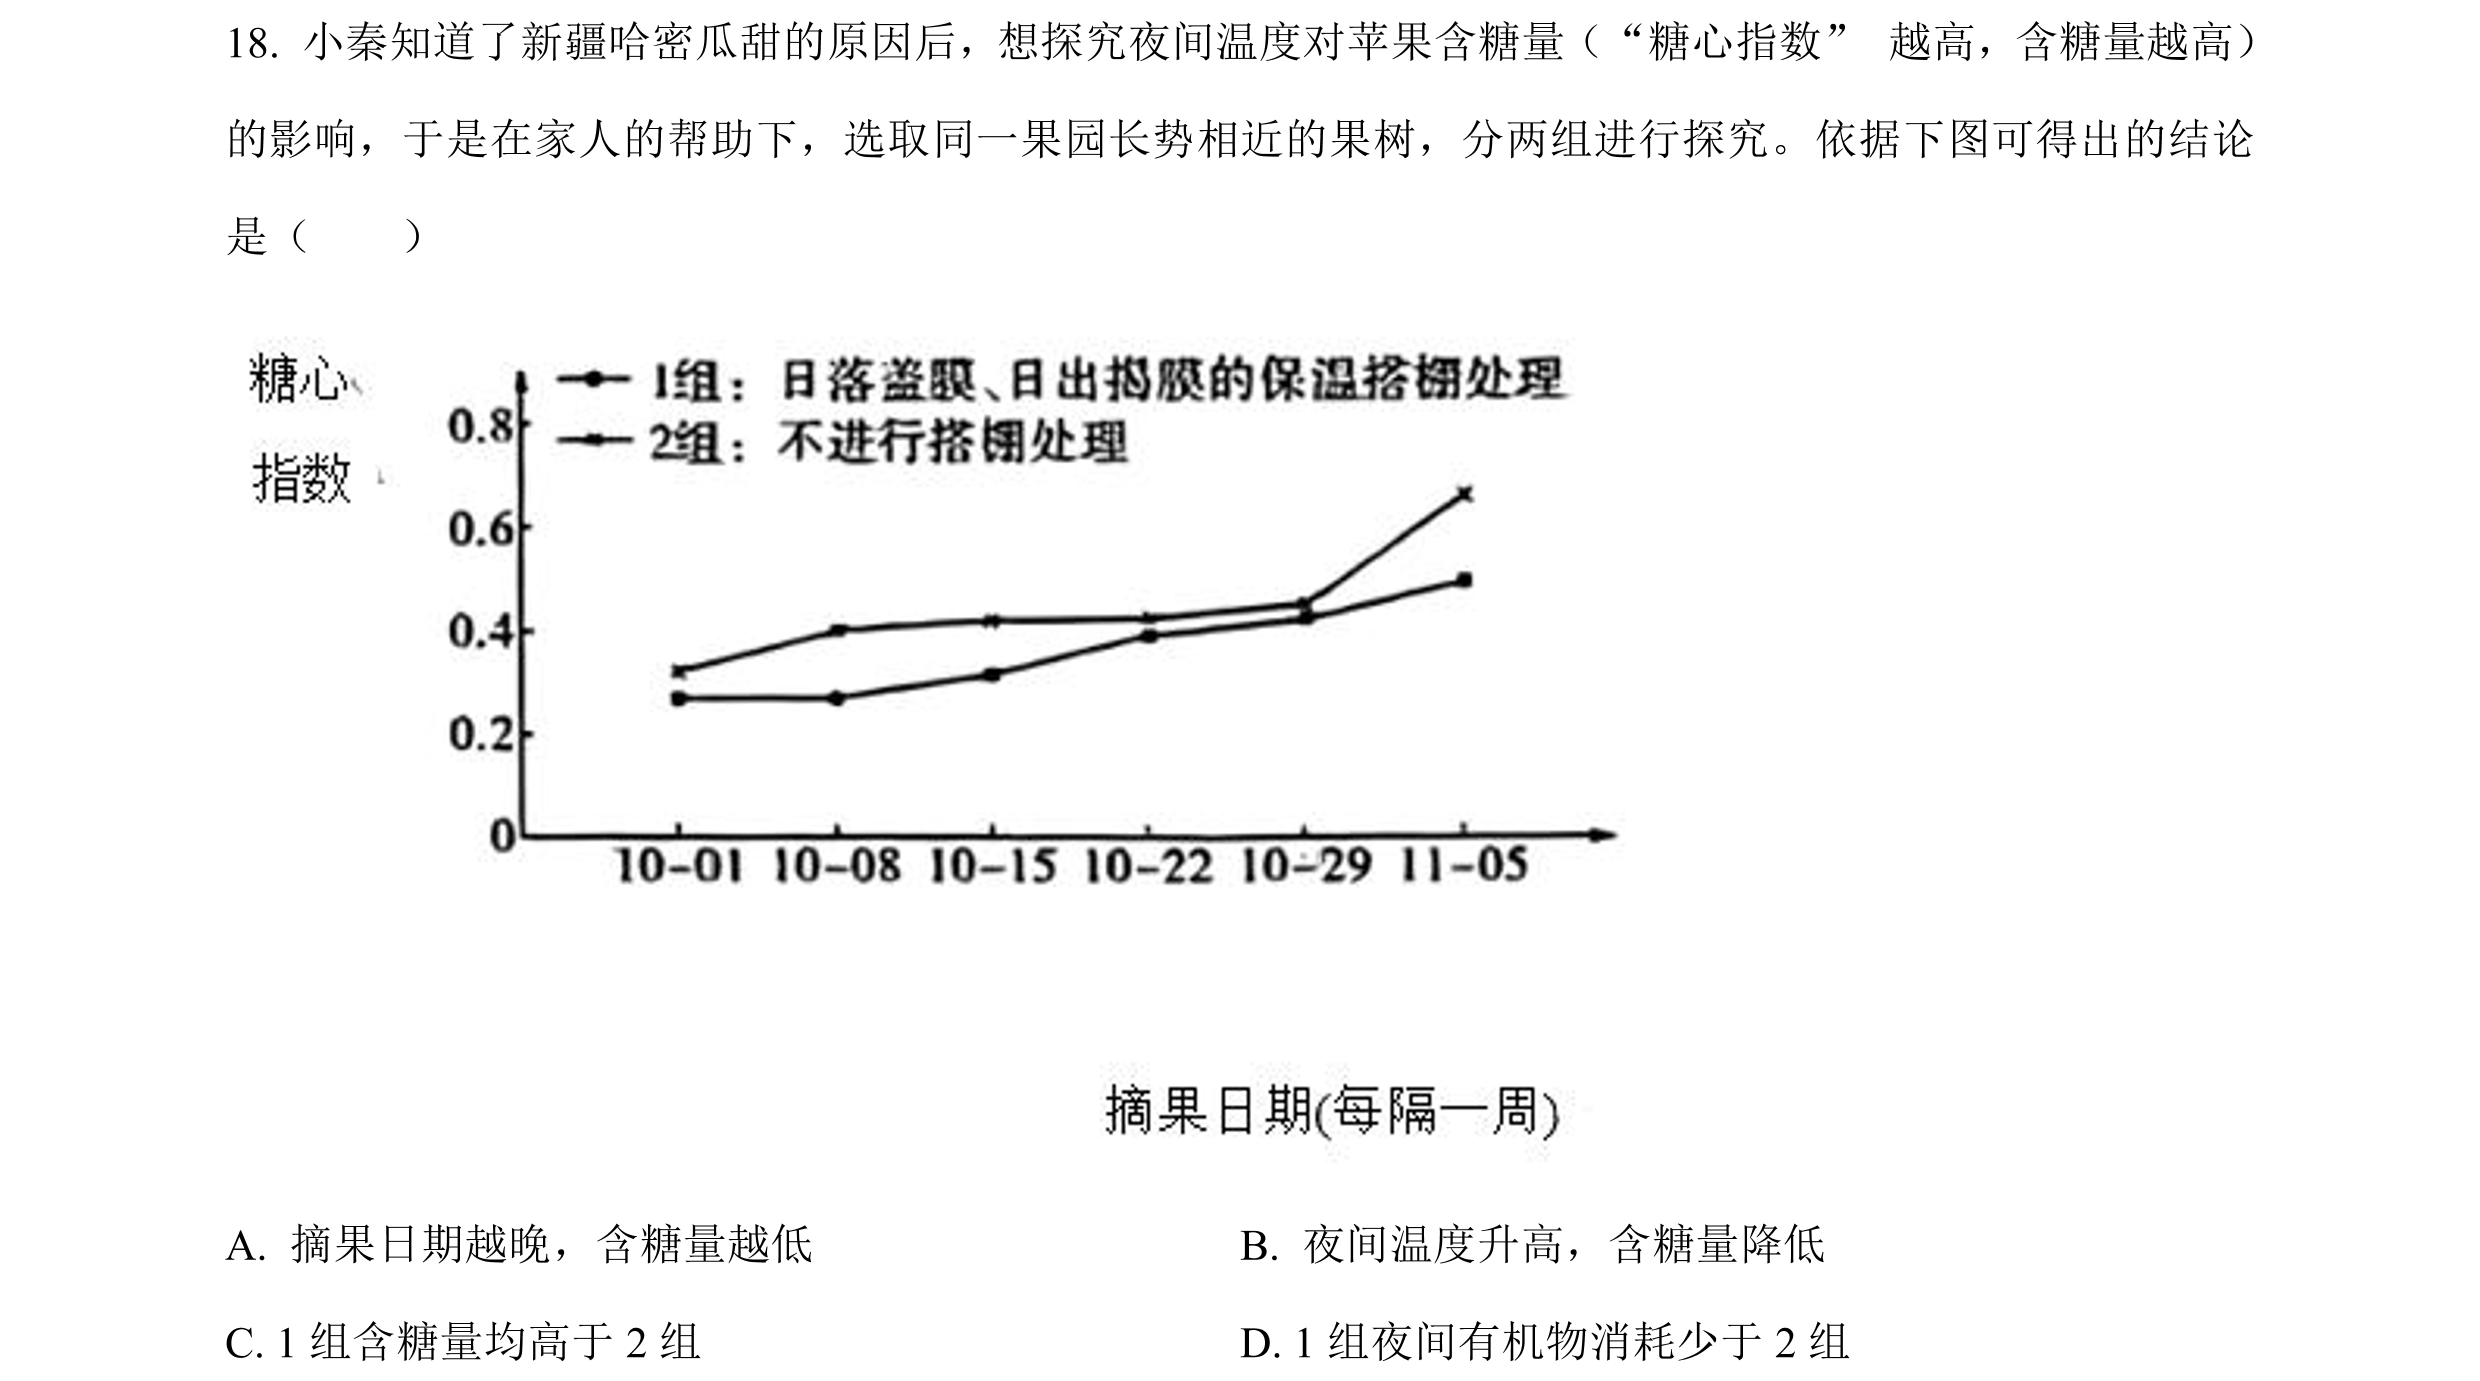 18. 小秦知道了新疆哈密瓜甜的原因后，想探究夜间温度对苹果含糖量（“糖心指数” 越高，含糖量越高）
的影响，于是在家人的帮助下，选取同一果园长势相近的果树，分两组进行探究。依据下图可得出的结论
是（　　）
糖心
指数
1组：日落盖膜、日出揭膜的保温搭棚处理
2组：不进行搭棚处理
0.8
0.6
0.4
0.2
0
10-01 10-08 10-15 10-22 10-29 11-05
摘果日期(每隔一周)
A. 摘果日期越晚，含糖量越低 B. 夜间温度升高，含糖量降低
C. 1 组含糖量均高于 2 组 D. 1 组夜间有机物消耗少于 2 组